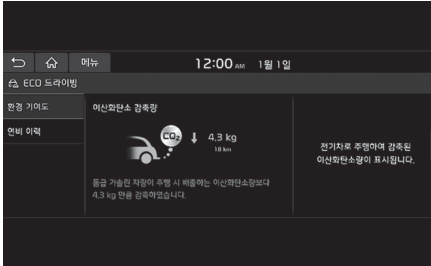 메뉴
12:00 AM 1월 1일
ECO 드라이빙
환경 기여도
연비 이력
이산화탄소 감축량
CO2
4.3 kg
18 km
동급 가솔린 차량이 주행 시 배출하는 이산화탄소량보다
4.3 kg 만큼 감축하였습니다.
전기차로 주행하여 감축된
이산화탄소량이 표시됩니다.